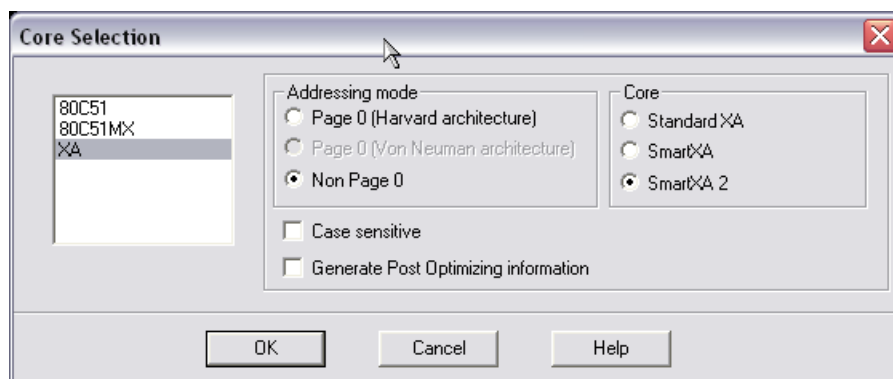 Core Selection
80C51
80C51MX
XA
Addressing mode
Page 0 (Harvard architecture)
Page 0 (Von Neuman architecture)
Non Page 0
Core
Standard XA
SmartXA
SmartXA 2
Case sensitive
Generate Post Optimizing information
OK
Cancel
Help